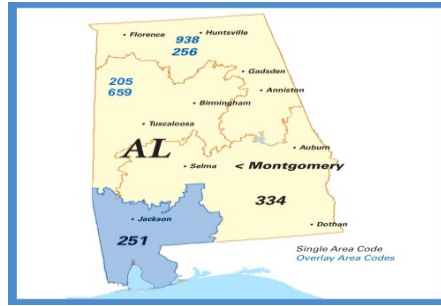 Florence
Huntsville
938
256
Gadsden
205
659
Anniston
Birmingham
Tuscaloosa
AL
Auburn
< Montgomery
Selma
334
Jackson
Dothan
251
Single Area Code
Overlay Area Codes